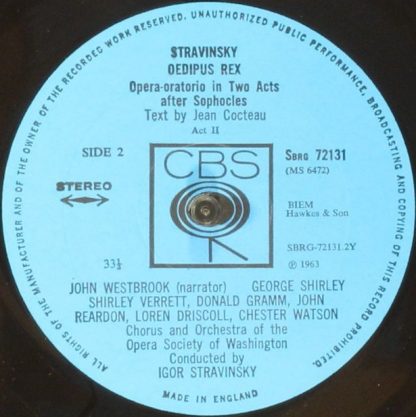 ALL RIGHTS OF THE MANUFACTURER AND OF THE OWNER OF THE RECORDED WORK RESERVED. UNAUTHORIZED PUBLIC PERFORMANCE, BROADCASTING AND COPYING OF THIS RECORD PROHIBITED.
STRAVINSKY
OEDIPUS REX
Opera-oratorio in Two Acts
after Sophocles
Text by Jean Cocteau
Act II
SIDE 2
CBS
SBRG 72131
(MS 6472)
STEREO
BIEM
Hawkes & Son
SBRG-72131.2Y
33⅓
℗ 1963
JOHN WESTBROOK (narrator) GEORGE SHIRLEY
SHIRLEY VERRETT, DONALD GRAMM, JOHN
REARDON, LOREN DRISCOLL, CHESTER WATSON
Chorus and Orchestra of the
Opera Society of Washington
Conducted by
IGOR STRAVINSKY
MADE IN ENGLAND